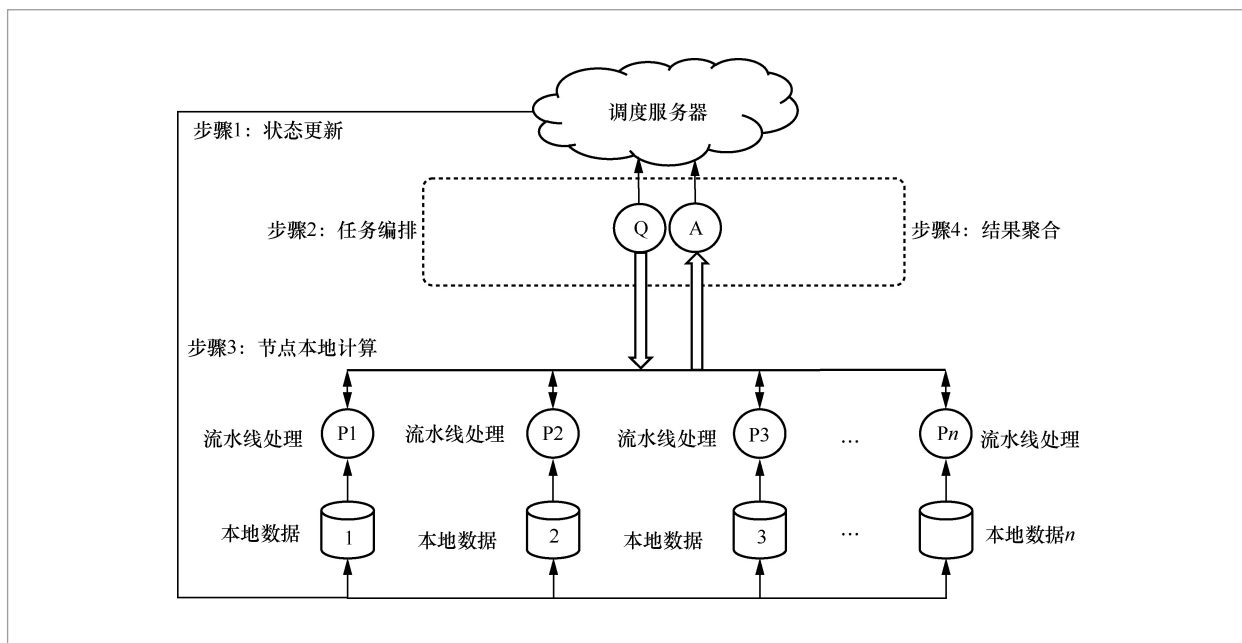 调度服务器
步骤1：状态更新
步骤2：任务编排
Q
A
步骤4：结果聚合
步骤3：节点本地计算
流水线处理
P1
流水线处理
P2
流水线处理
P3
...
Pn
流水线处理
本地数据
1
本地数据
2
本地数据
3
...
本地数据n